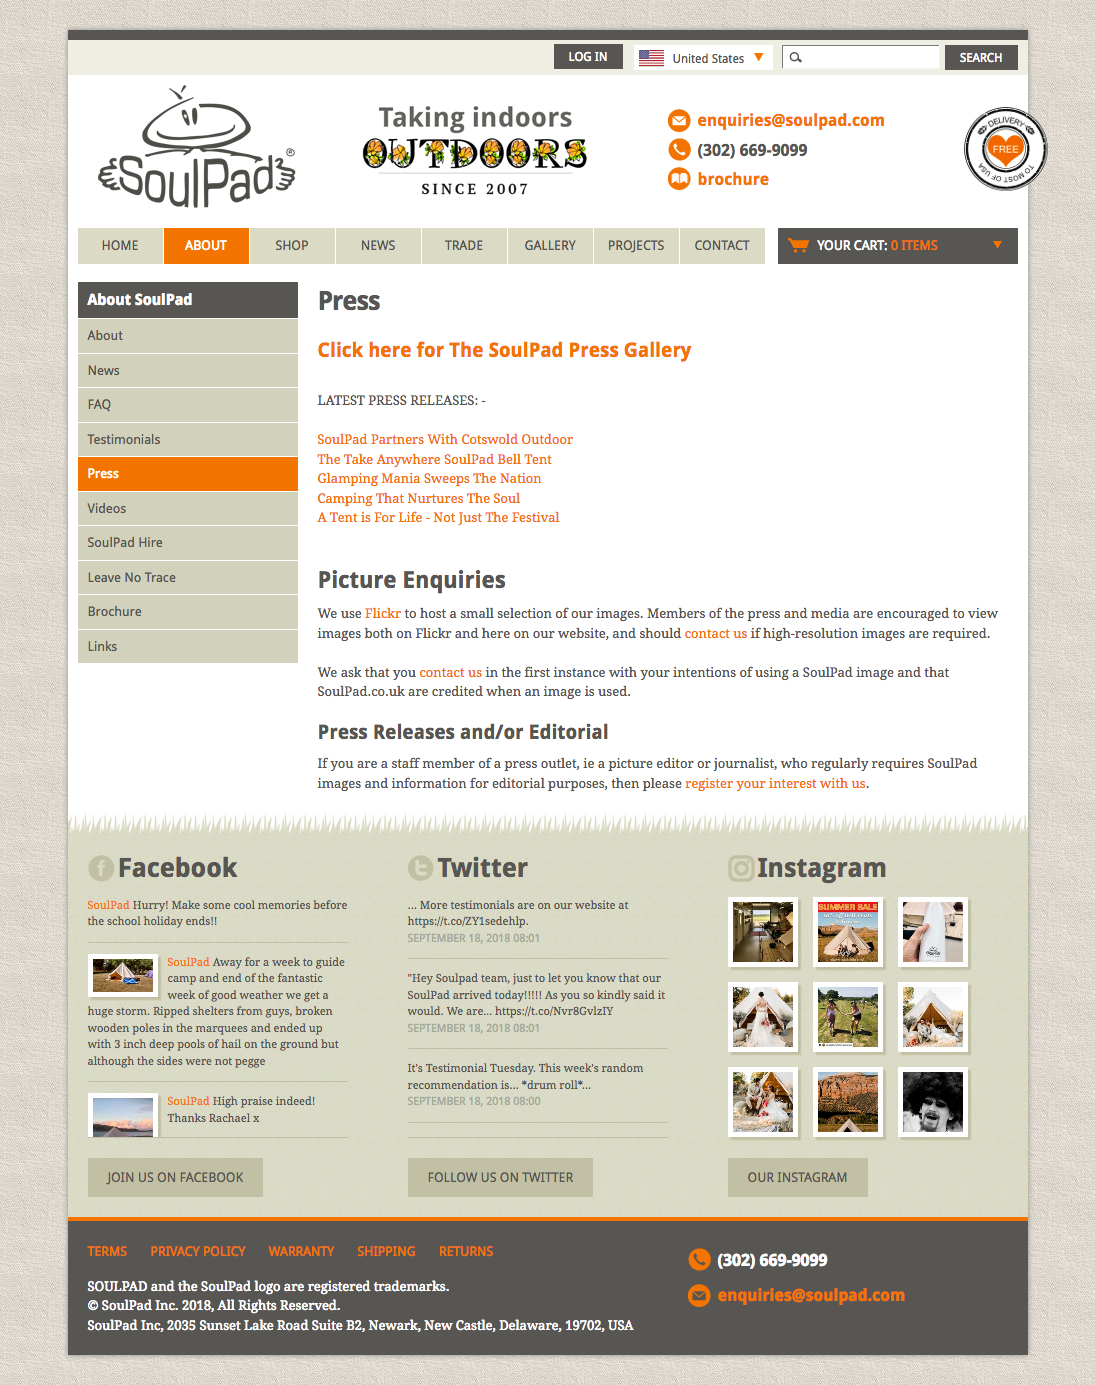 LOG IN
United States
SEARCH
SoulPad®
Taking indoors
OUTDOORS
SINCE 2007
enquiries@soulpad.com
(302) 669-9099
brochure
DELIVERY
FREE
TO MOST OF USA
HOME
ABOUT
SHOP
NEWS
TRADE
GALLERY
PROJECTS
CONTACT
YOUR CART: 0 ITEMS
About SoulPad
About
News
FAQ
Testimonials
Press
Videos
SoulPad Hire
Leave No Trace
Brochure
Links
Press
Click here for The SoulPad Press Gallery
LATEST PRESS RELEASES: -
SoulPad Partners With Cotswold Outdoor
The Take Anywhere SoulPad Bell Tent
Glamping Mania Sweeps The Nation
Camping That Nurtures The Soul
A Tent is For Life - Not Just The Festival
Picture Enquiries
We use Flickr to host a small selection of our images. Members of the press and media are encouraged to view
images both on Flickr and here on our website, and should contact us if high-resolution images are required.
We ask that you contact us in the first instance with your intentions of using a SoulPad image and that
SoulPad.co.uk are credited when an image is used.
Press Releases and/or Editorial
If you are a staff member of a press outlet, ie a picture editor or journalist, who regularly requires SoulPad
images and information for editorial purposes, then please register your interest with us.
Facebook
SoulPad Hurry! Make some cool memories before
the school holiday ends!!
SoulPad Away for a week to guide
camp and end of the fantastic
week of good weather we get a
huge storm. Ripped shelters from guys, broken
wooden poles in the marquees and ended up
with 3 inch deep pools of hail on the ground but
although the sides were not pegge
SoulPad High praise indeed!
Thanks Rachael x
JOIN US ON FACEBOOK
Twitter
... More testimonials are on our website at
https://t.co/ZY1sedehlp.
SEPTEMBER 18, 2018 08:01
"Hey Soulpad team, just to let you know that our
SoulPad arrived today!!!!! As you so kindly said it
would. We are... https://t.co/Nvr8GvlzIY
SEPTEMBER 18, 2018 08:01
It's Testimonial Tuesday. This week's random
recommendation is... *drum roll*...
SEPTEMBER 18, 2018 08:00
FOLLOW US ON TWITTER
Instagram
SUMMER SALE
OUR INSTAGRAM
TERMS
PRIVACY POLICY
WARRANTY
SHIPPING
RETURNS
SOULPAD and the SoulPad logo are registered trademarks.
© SoulPad Inc. 2018, All Rights Reserved.
SoulPad Inc, 2035 Sunset Lake Road Suite B2, Newark, New Castle, Delaware, 19702, USA
(302) 669-9099
enquiries@soulpad.com